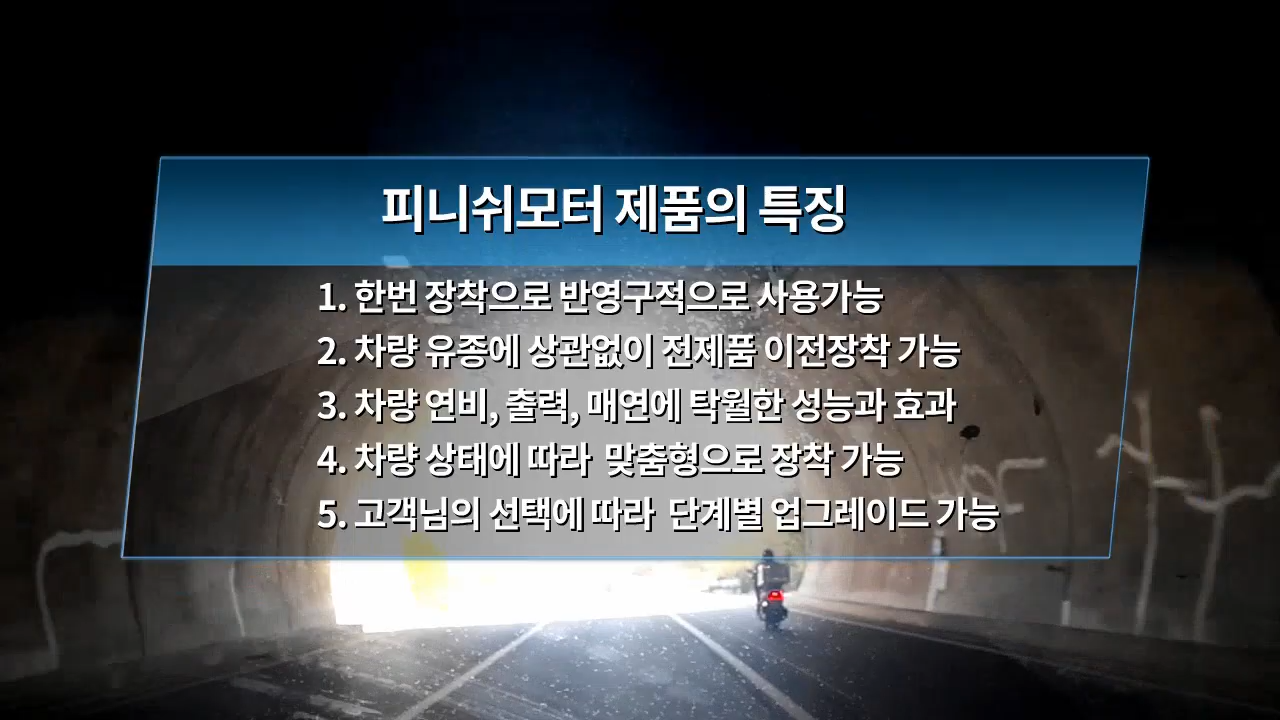 피니쉬모터 제품의 특징
1. 한번 장착으로 반영구적으로 사용가능
2. 차량 유종에 상관없이 전제품 이전장착 가능
3. 차량 연비, 출력, 매연에 탁월한 성능과 효과
4. 차량 상태에 따라 맞춤형으로 장착 가능
5. 고객님의 선택에 따라 단계별 업그레이드 가능